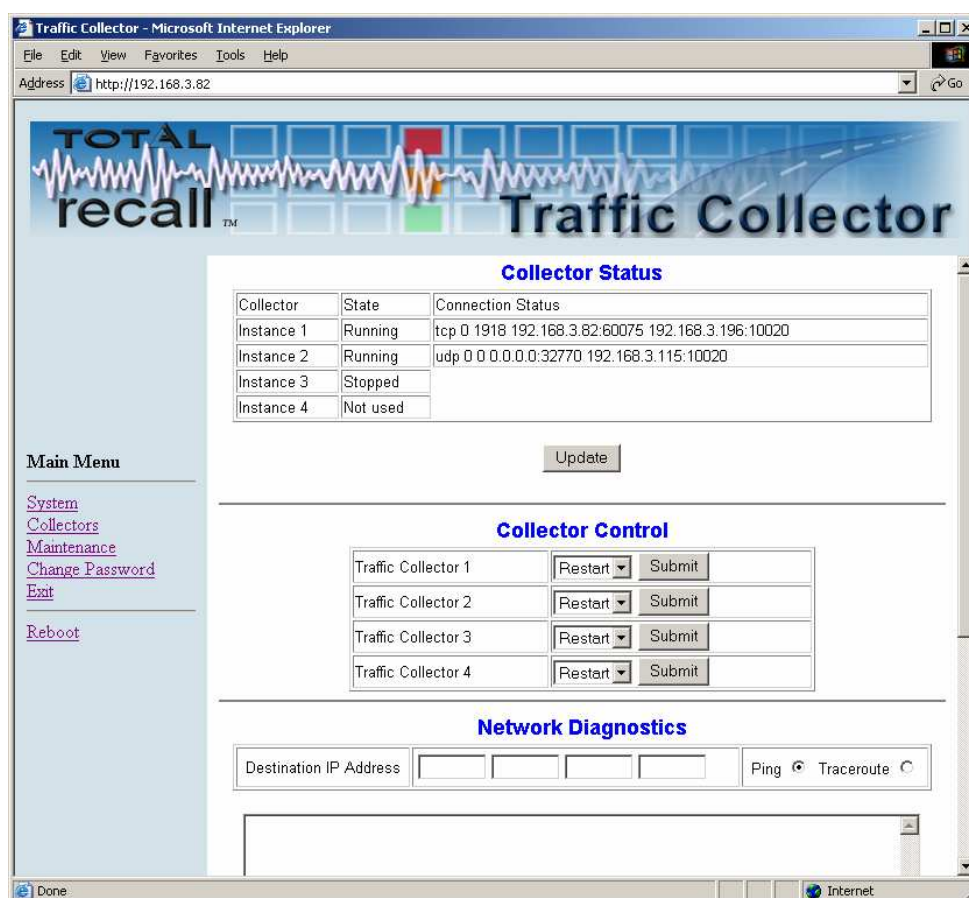 Traffic Collector - Microsoft Internet Explorer
File Edit View Favorites Tools Help
Address http://192.168.3.82 Go
TOTAL
recall TM
Traffic Collector
Collector Status
Collector State Connection Status
Instance 1 Running tcp 0 1918 192.168.3.82:60075 192.168.3.196:10020
Instance 2 Running udp 0 0 0.0.0.0:32770 192.168.3.115:10020
Instance 3 Stopped
Instance 4 Not used
Update
Main Menu
System
Collectors
Maintenance
Change Password
Exit
Reboot
Collector Control
Traffic Collector 1 Restart Submit
Traffic Collector 2 Restart Submit
Traffic Collector 3 Restart Submit
Traffic Collector 4 Restart Submit
Network Diagnostics
Destination IP Address Ping Traceroute
Done Internet